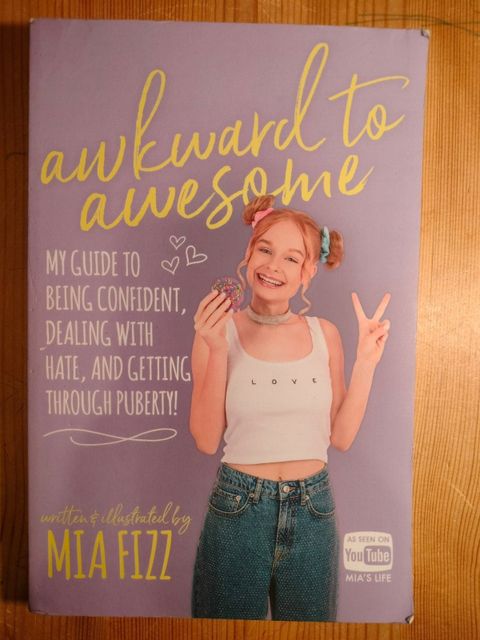 awkward to
awesome
MY GUIDE TO
BEING CONFIDENT,
DEALING WITH
HATE, AND GETTING
THROUGH PUBERTY!
LOVE
written & illustrated by
MIA FIZZ
AS SEEN ON
YouTube
MIA'S LIFE